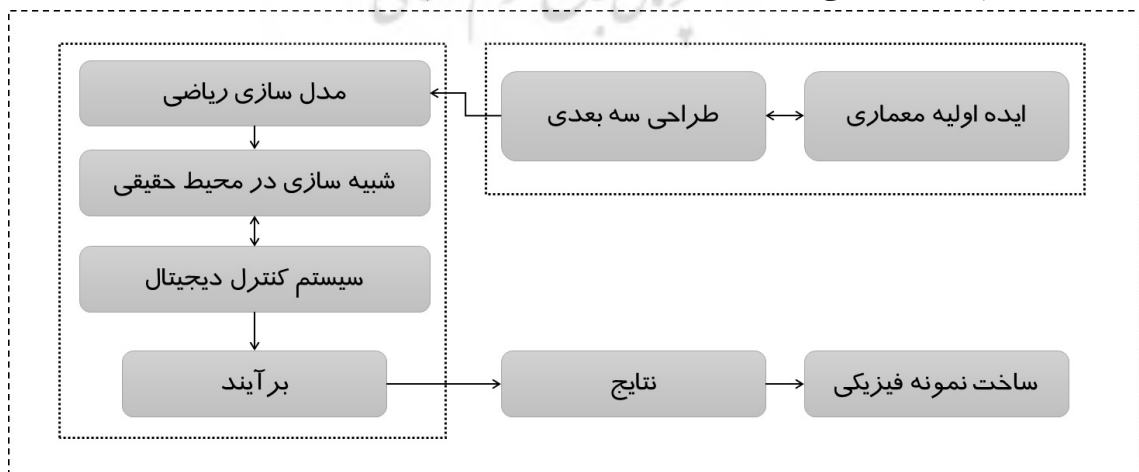 ایده اولیه معماری
طراحی سه بعدی
مدل سازی ریاضی
شبیه سازی در محیط حقیقی
سیستم کنترل دیجیتال
برآیند
نتایج
ساخت نمونه فیزیکی